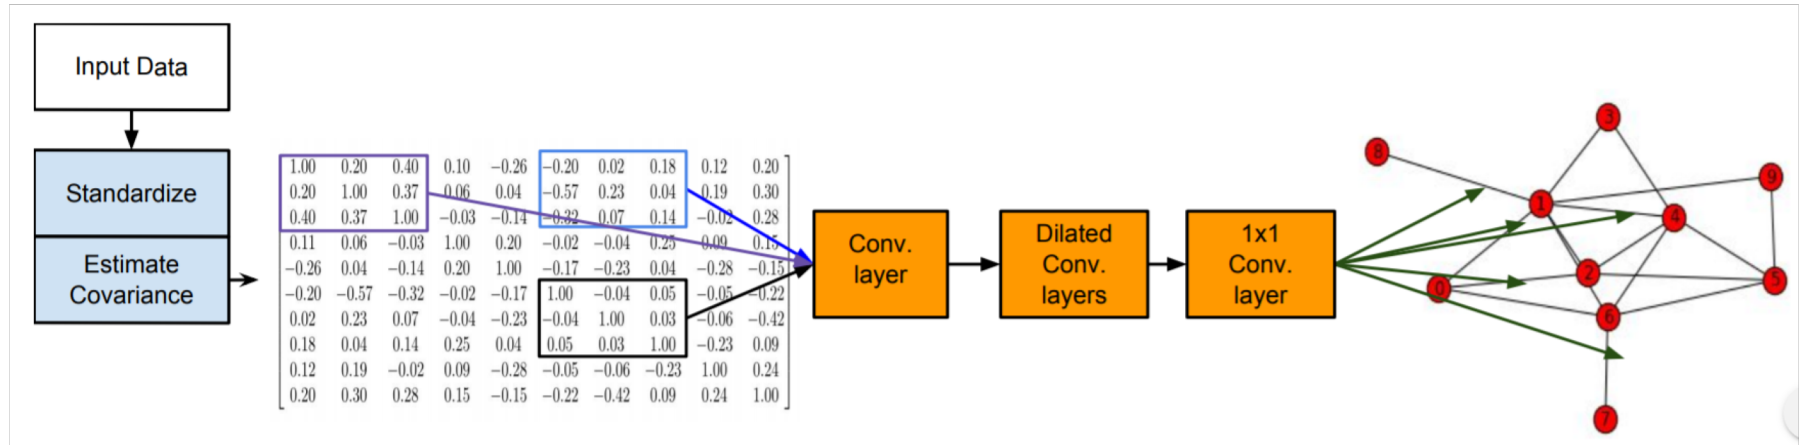 Input Data
Standardize
Estimate
Covariance
1.00 0.20 0.40 0.10 −0.26 −0.20 0.02 0.18 0.12 0.20
0.20 1.00 0.37 0.06 0.04 −0.57 0.23 0.04 0.19 0.30
0.40 0.37 1.00 −0.03 −0.14 −0.32 0.07 0.14 −0.02 0.28
0.11 0.06 −0.03 1.00 0.20 −0.02 −0.04 0.25 0.09 0.15
−0.26 0.04 −0.14 0.20 1.00 −0.17 −0.23 0.04 −0.28 −0.15
−0.20 −0.57 −0.32 −0.02 −0.17 1.00 −0.04 0.05 −0.05 −0.22
0.02 0.23 0.07 −0.04 −0.23 −0.04 1.00 0.03 −0.06 −0.42
0.18 0.04 0.14 0.25 0.04 0.05 0.03 1.00 −0.23 0.09
0.12 0.19 −0.02 0.09 −0.28 −0.05 −0.06 −0.23 1.00 0.24
0.20 0.30 0.28 0.15 −0.15 −0.22 −0.42 0.09 0.24 1.00
Conv.
layer
Dilated
Conv.
layers
1x1
Conv.
layer
3
8
9
1
4
2
5
0
6
7